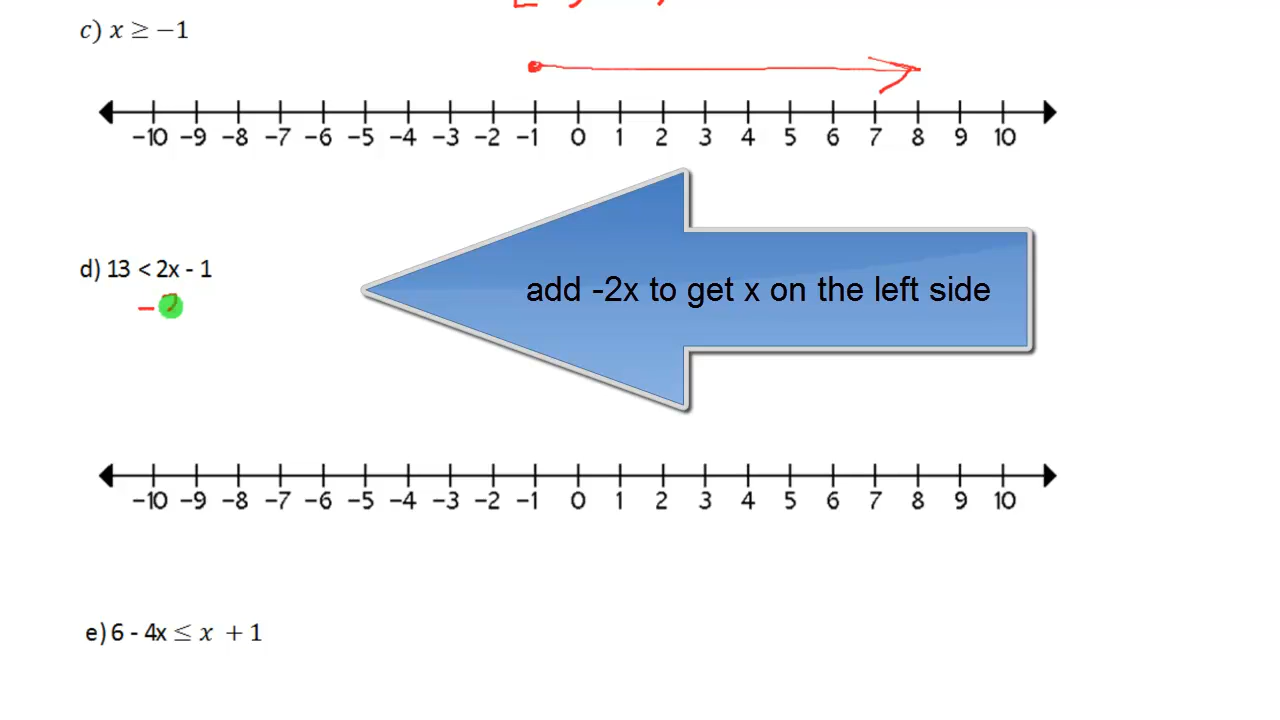 c) x ≥ −1
−10 −9 −8 −7 −6 −5 −4 −3 −2 −1 0 1 2 3 4 5 6 7 8 9 10
d) 13 < 2x - 1
add -2x to get x on the left side
−10 −9 −8 −7 −6 −5 −4 −3 −2 −1 0 1 2 3 4 5 6 7 8 9 10
e) 6 - 4x ≤ x + 1